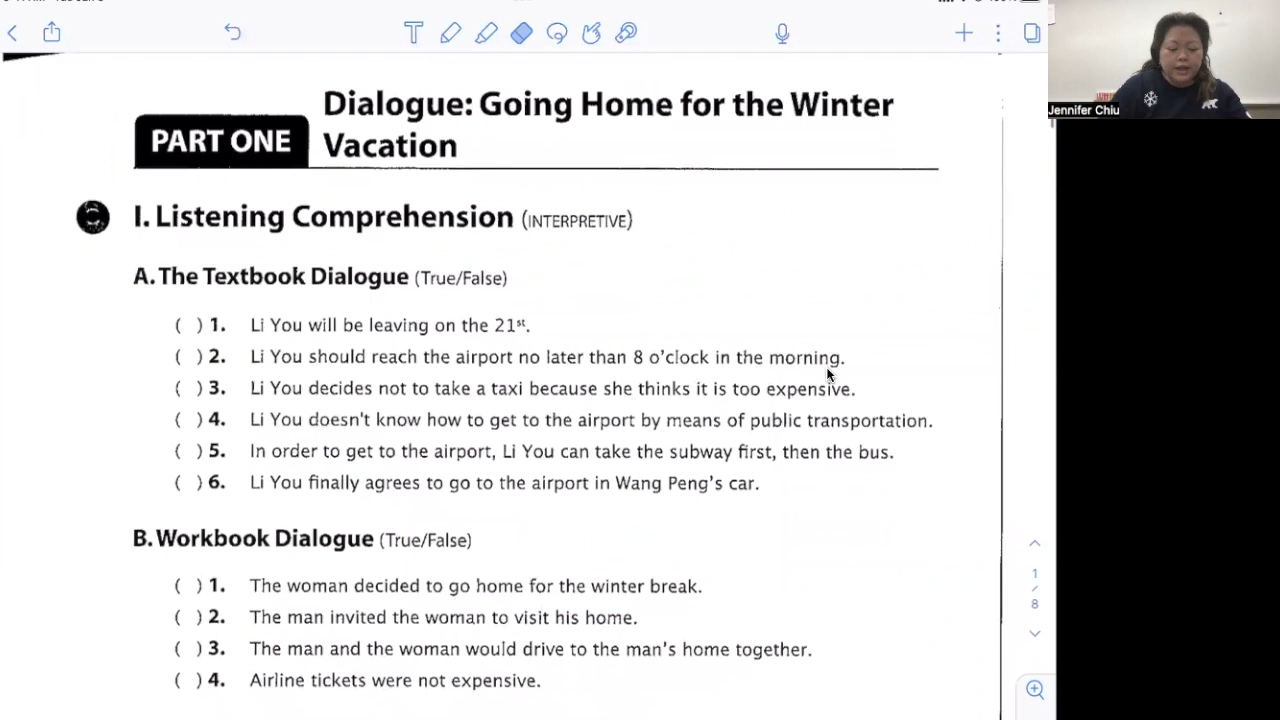 Dialogue: Going Home for the Winter
PART ONE
Vacation
I. Listening Comprehension (INTERPRETIVE)
A. The Textbook Dialogue (True/False)
( ) 1. Li You will be leaving on the 21st.
( ) 2. Li You should reach the airport no later than 8 o'clock in the morning.
( ) 3. Li You decides not to take a taxi because she thinks it is too expensive.
( ) 4. Li You doesn't know how to get to the airport by means of public transportation.
( ) 5. In order to get to the airport, Li You can take the subway first, then the bus.
( ) 6. Li You finally agrees to go to the airport in Wang Peng's car.
B. Workbook Dialogue (True/False)
( ) 1. The woman decided to go home for the winter break.
( ) 2. The man invited the woman to visit his home.
( ) 3. The man and the woman would drive to the man's home together.
( ) 4. Airline tickets were not expensive.
1
/
8
Jennifer Chiu